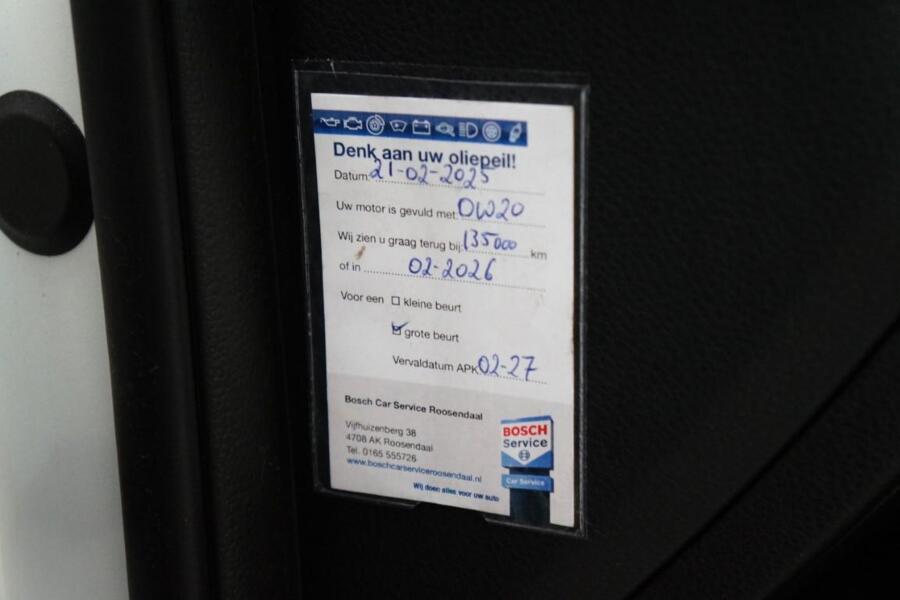 Denk aan uw oliepeil!
Datum: 21-02-2025
Uw motor is gevuld met: 0W20
Wij zien u graag terug bij: 135000 km
of in 02-2026
Voor een kleine beurt
grote beurt
Vervaldatum APK 02-27
Bosch Car Service Roosendaal
Vijfhuizenberg 38
4708 AK Roosendaal
Tel. 0165 555726
www.boschcarserviceroosendaal.nl
Wij doen alles voor uw auto
BOSCH
Service
Car Service